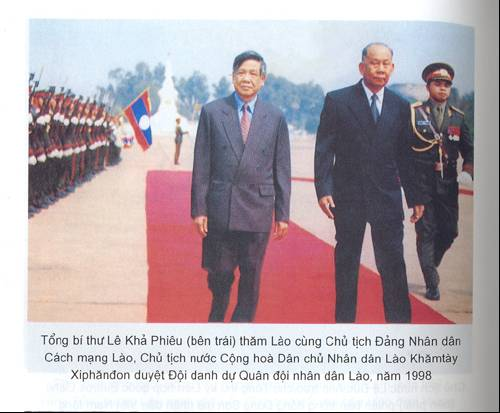 Tổng bí thư Lê Khả Phiêu (bên trái) thăm Lào cùng Chủ tịch Đảng Nhân dân
Cách mạng Lào, Chủ tịch nước Cộng hoà Dân chủ Nhân dân Lào Khămtày
Xiphănđon duyệt Đội danh dự Quân đội nhân dân Lào, năm 1998